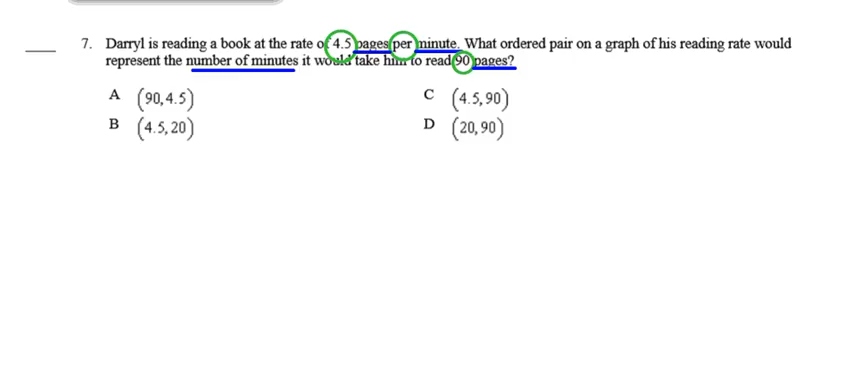 7. Darryl is reading a book at the rate of 4.5 pages per minute. What ordered pair on a graph of his reading rate would
represent the number of minutes it would take him to read 90 pages?
A (90,4.5) C (4.5,90)
B (4.5,20) D (20,90)